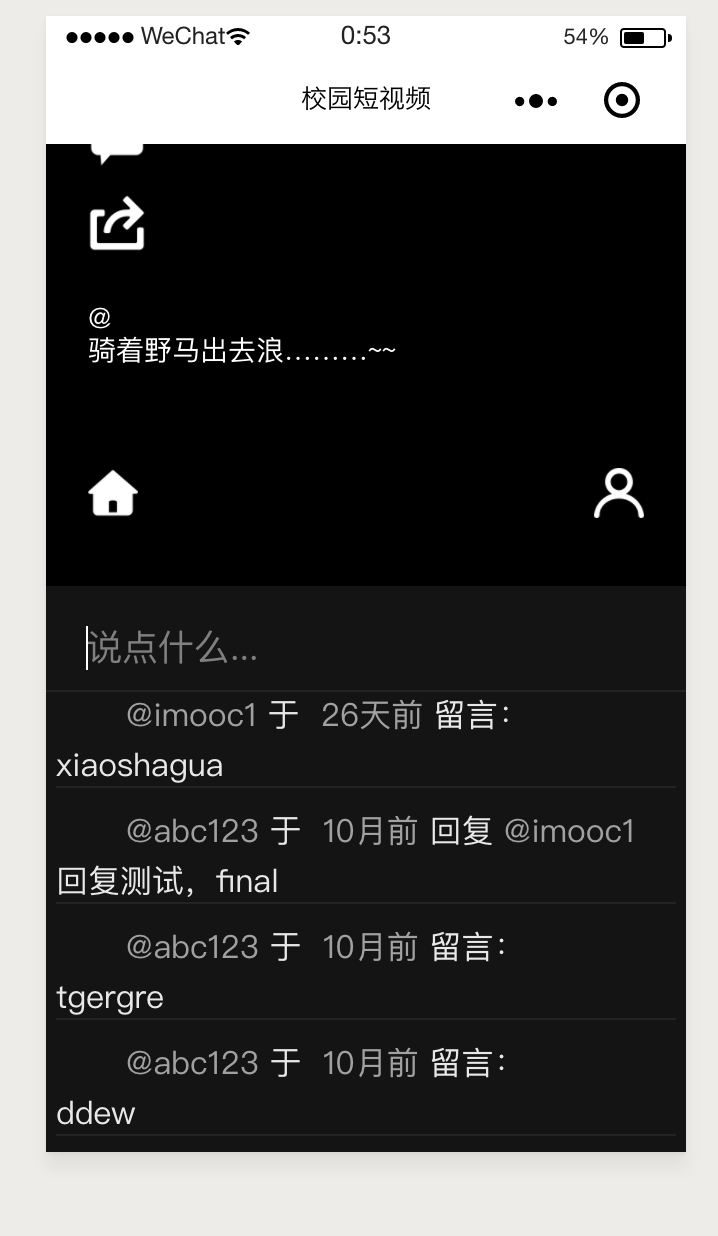 ●●●●● WeChat 0:53 54%
校园短视频
@
骑着野马出去浪………~~
说点什么...
@imooc1 于 26天前 留言：
xiaoshagua
@abc123 于 10月前 回复 @imooc1
回复测试，final
@abc123 于 10月前 留言：
tgergre
@abc123 于 10月前 留言：
ddew